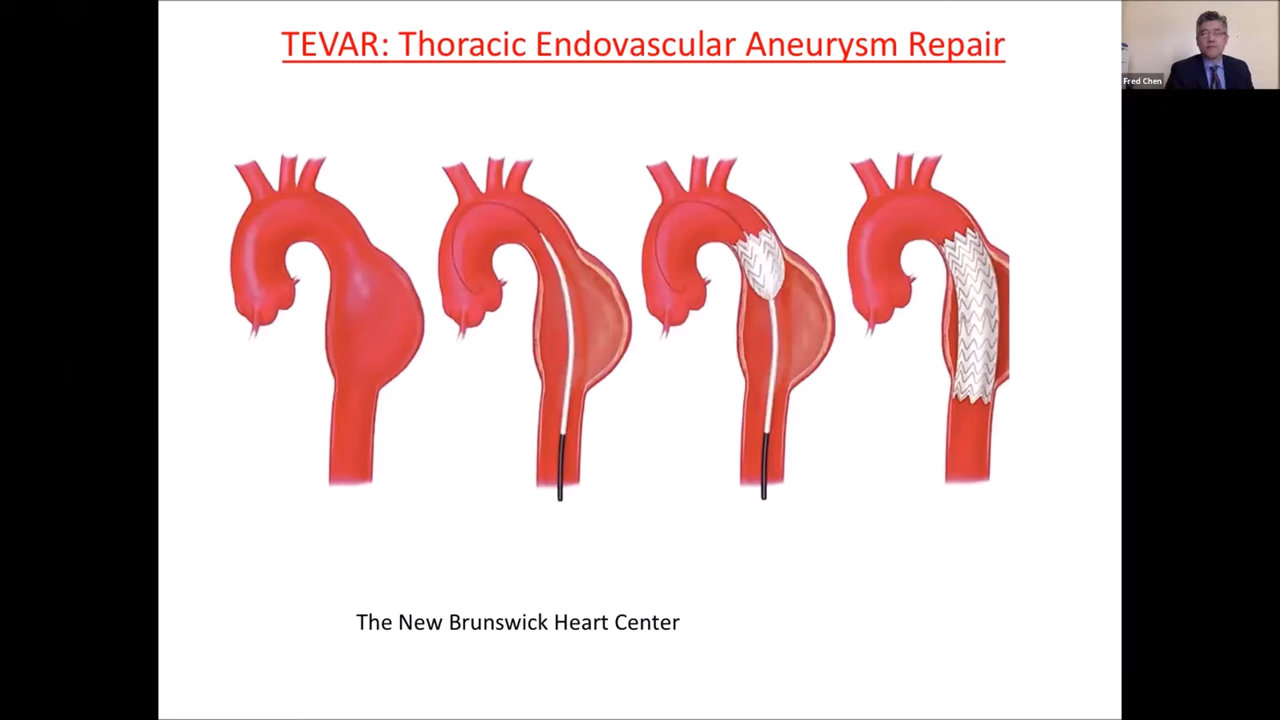 TEVAR: Thoracic Endovascular Aneurysm Repair
Fred Chen
The New Brunswick Heart Center